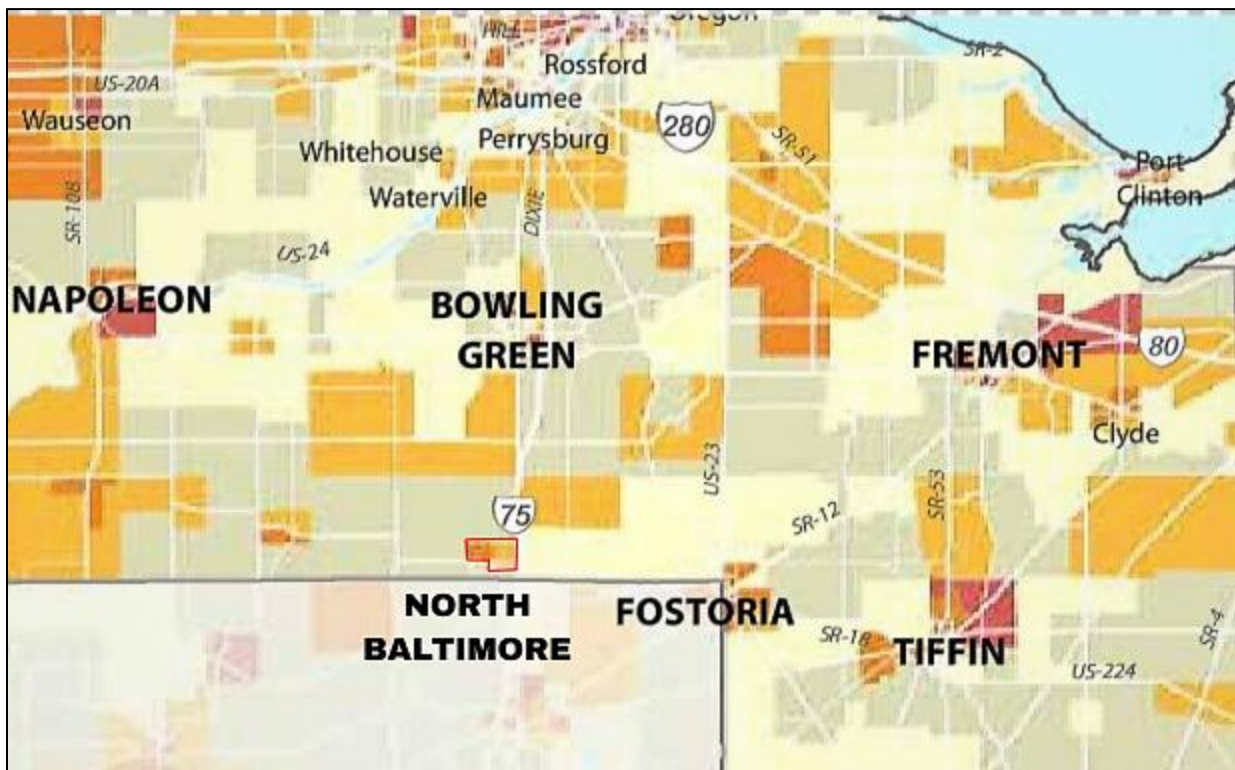 Oregon
HILL
SR-2
Rossford
US-20A
Maumee
Wauseon
280
Perrysburg
SR-51
Whitehouse
Port
Clinton
Waterville
SR-108
DIXIE
US-24
NAPOLEON
BOWLING
GREEN
FREMONT
80
Clyde
US-23
SR-53
75
SR-12
NORTH
BALTIMORE
FOSTORIA
SR-18
TIFFIN
SR-4
US-224